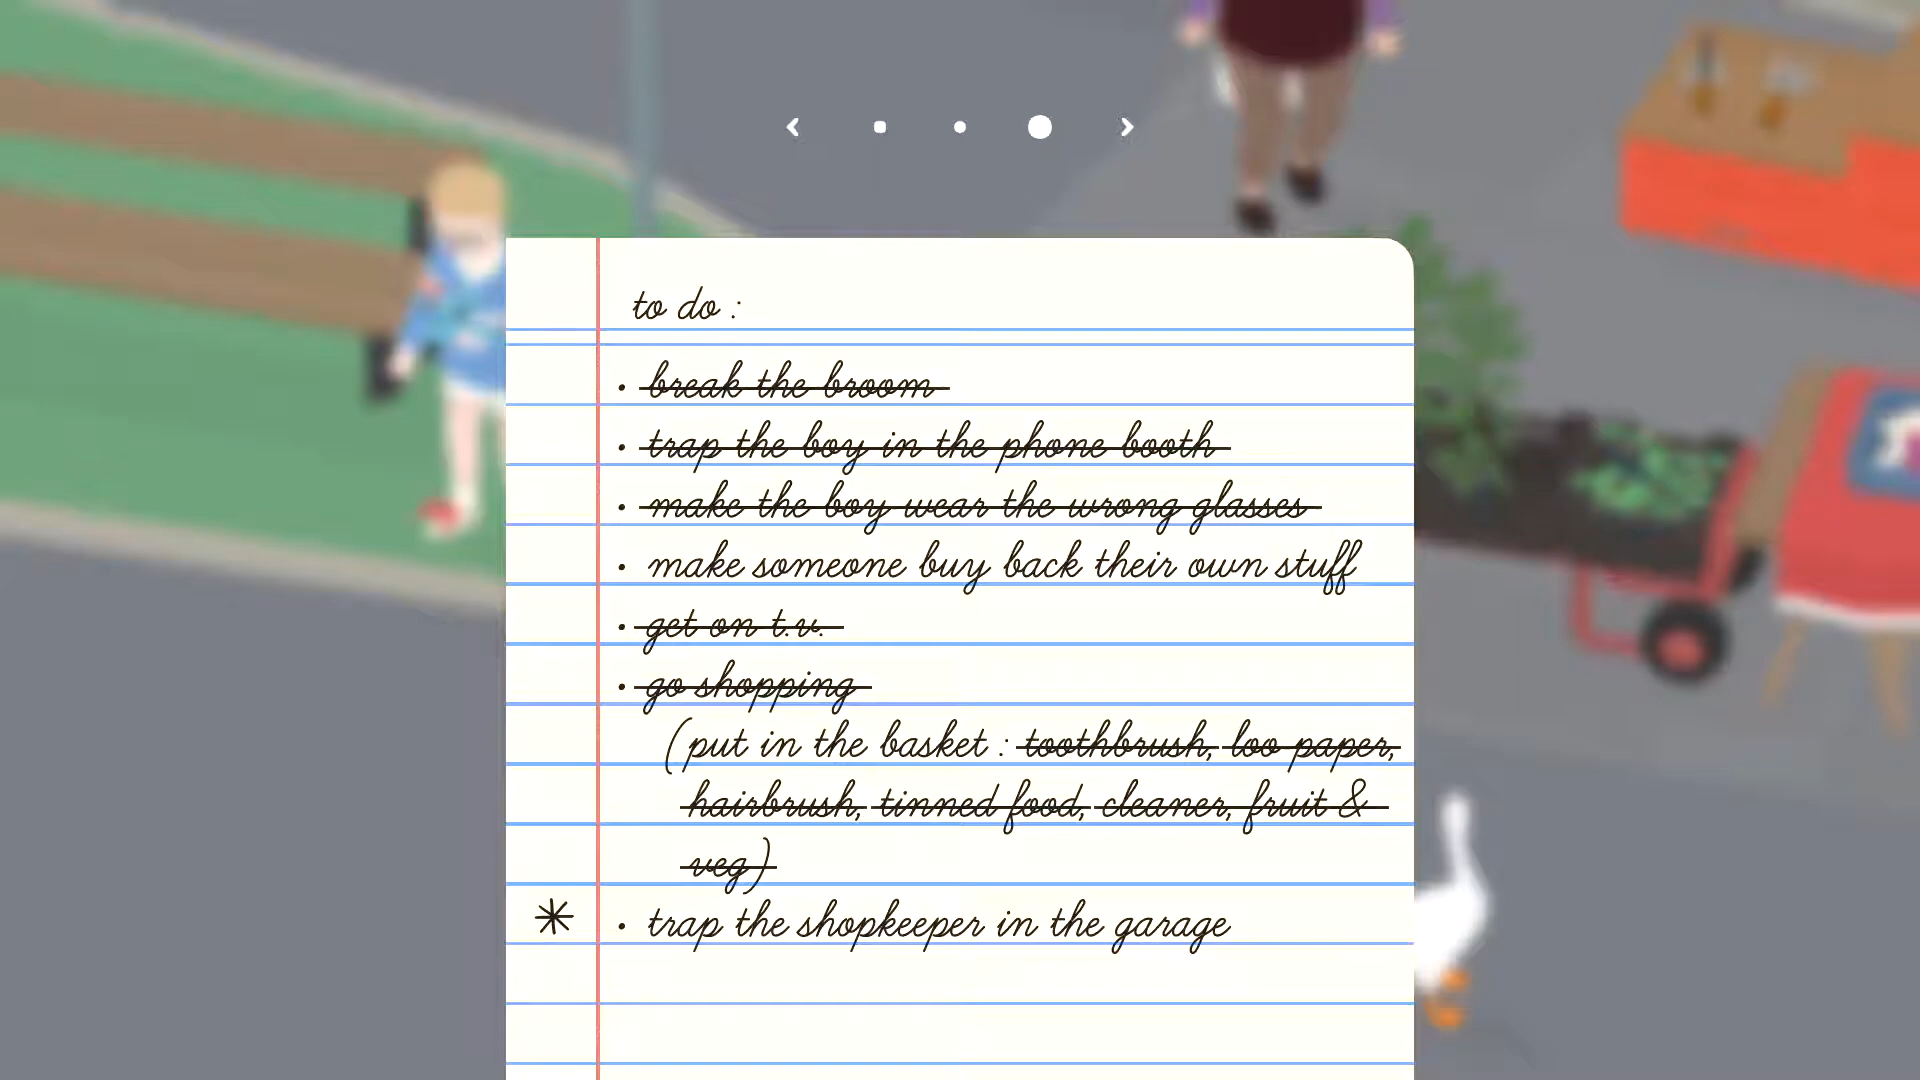 to do :
• break the broom
• trap the boy in the phone booth
• make the boy wear the wrong glasses
• make someone buy back their own stuff
• get on t.v.
• go shopping
(put in the basket : toothbrush, loo paper,
hairbrush, tinned food, cleaner, fruit &
veg)
• trap the shopkeeper in the garage